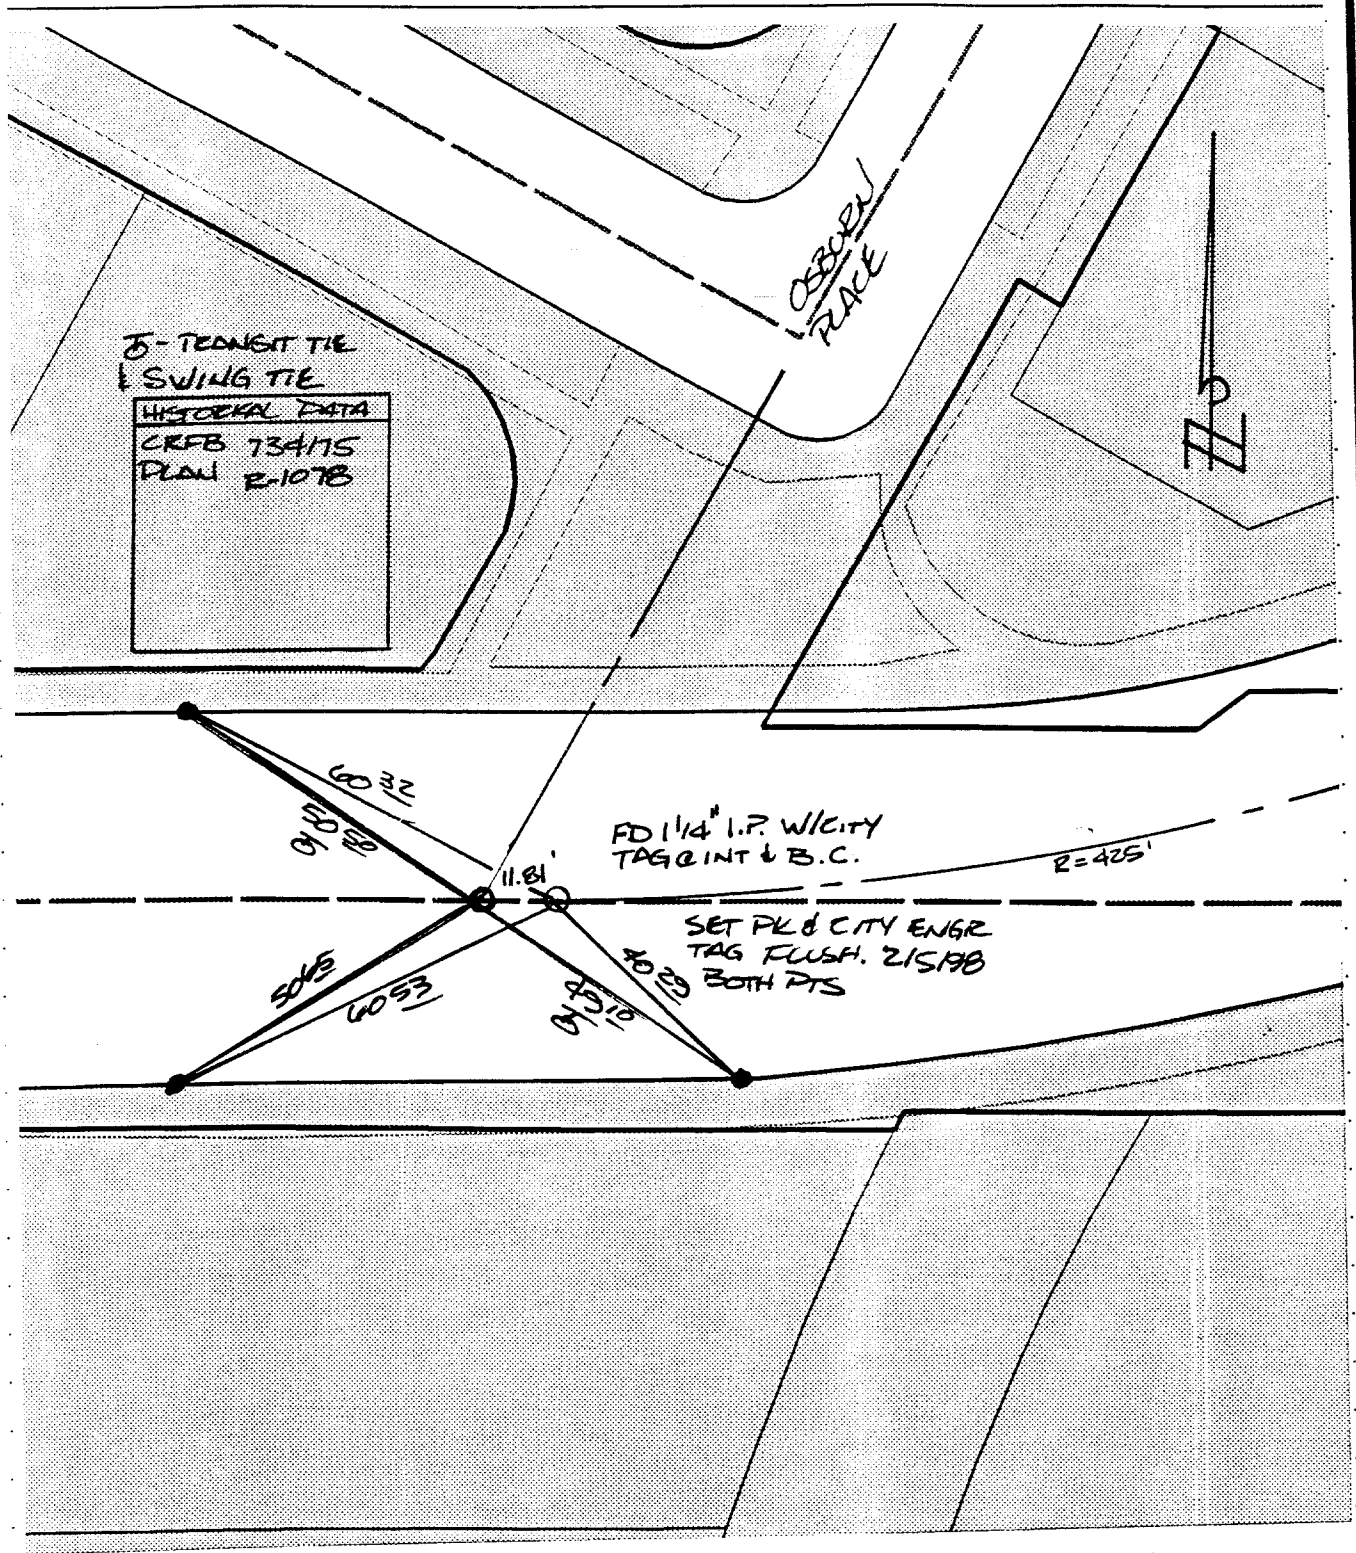 OSBORN
PLACE
- TRANSIT TIE
& SWING TIE
HISTORICAL DATA
CRFB 734/75
PLAN R-1078
60 32
50 58
11.81'
FD 1 1/4" I.P. W/CITY
TAG @ INT & B.C.
R=425'
SET PK & CITY ENGR
TAG FLUSH. 2/5/98
BOTH PTS
50 65
60 53
45 10
40 29